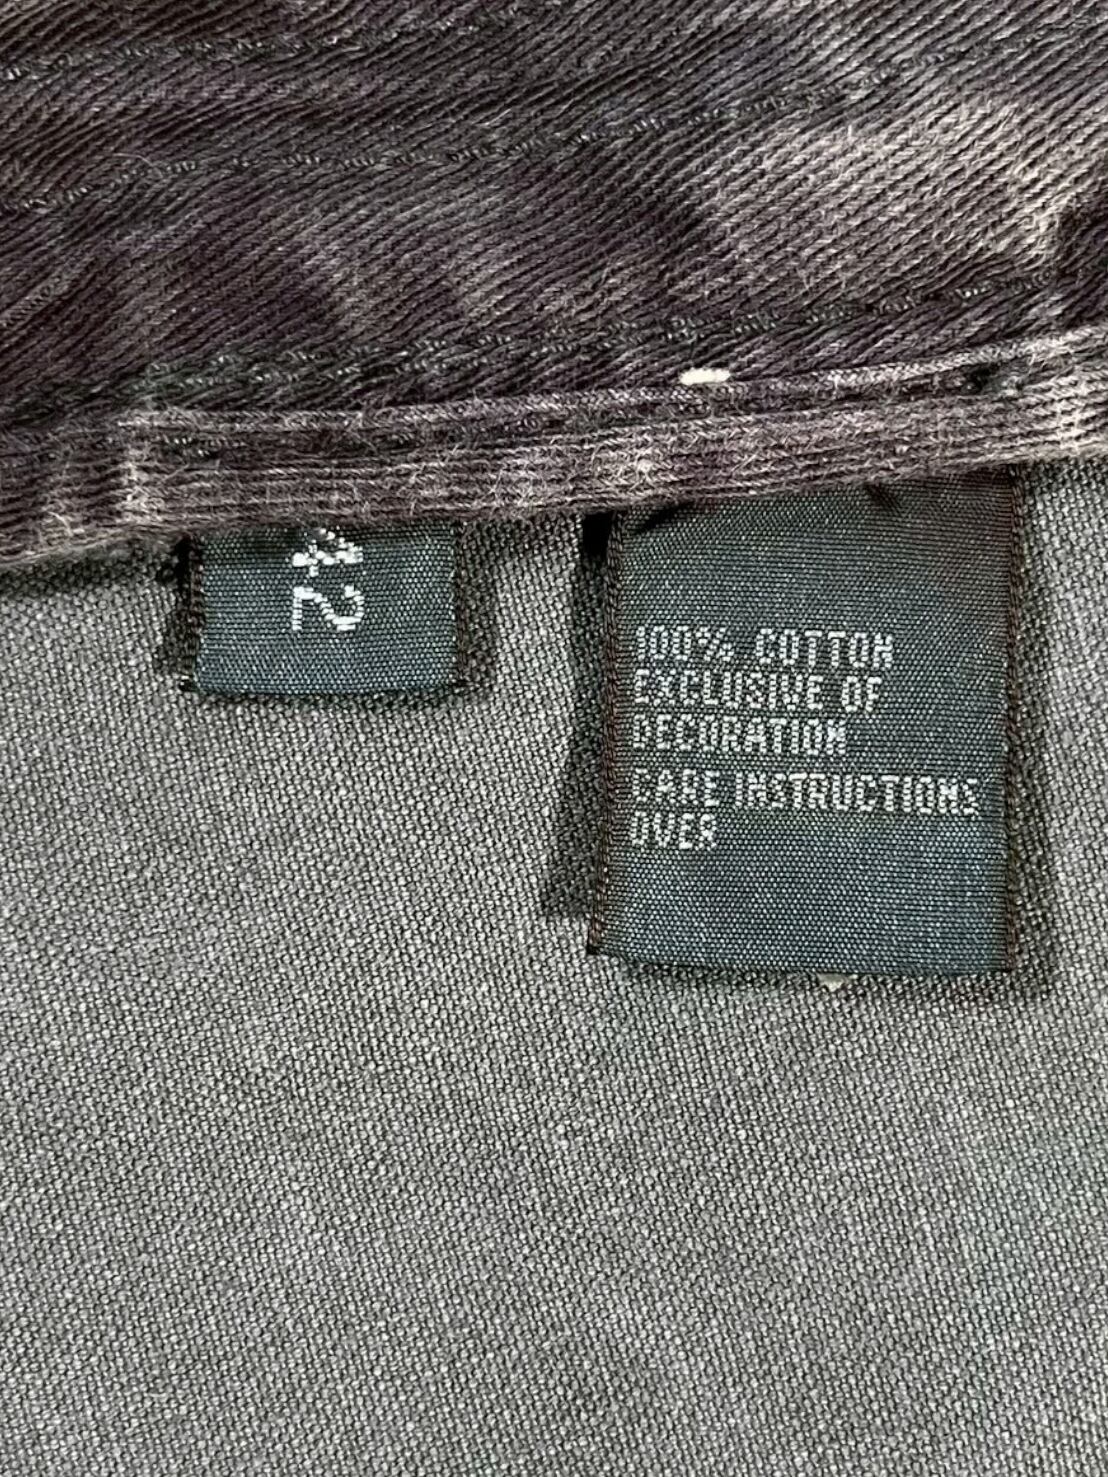 42
100% COTTON
EXCLUSIVE OF
DECORATION
CARE INSTRUCTIONS
OVER